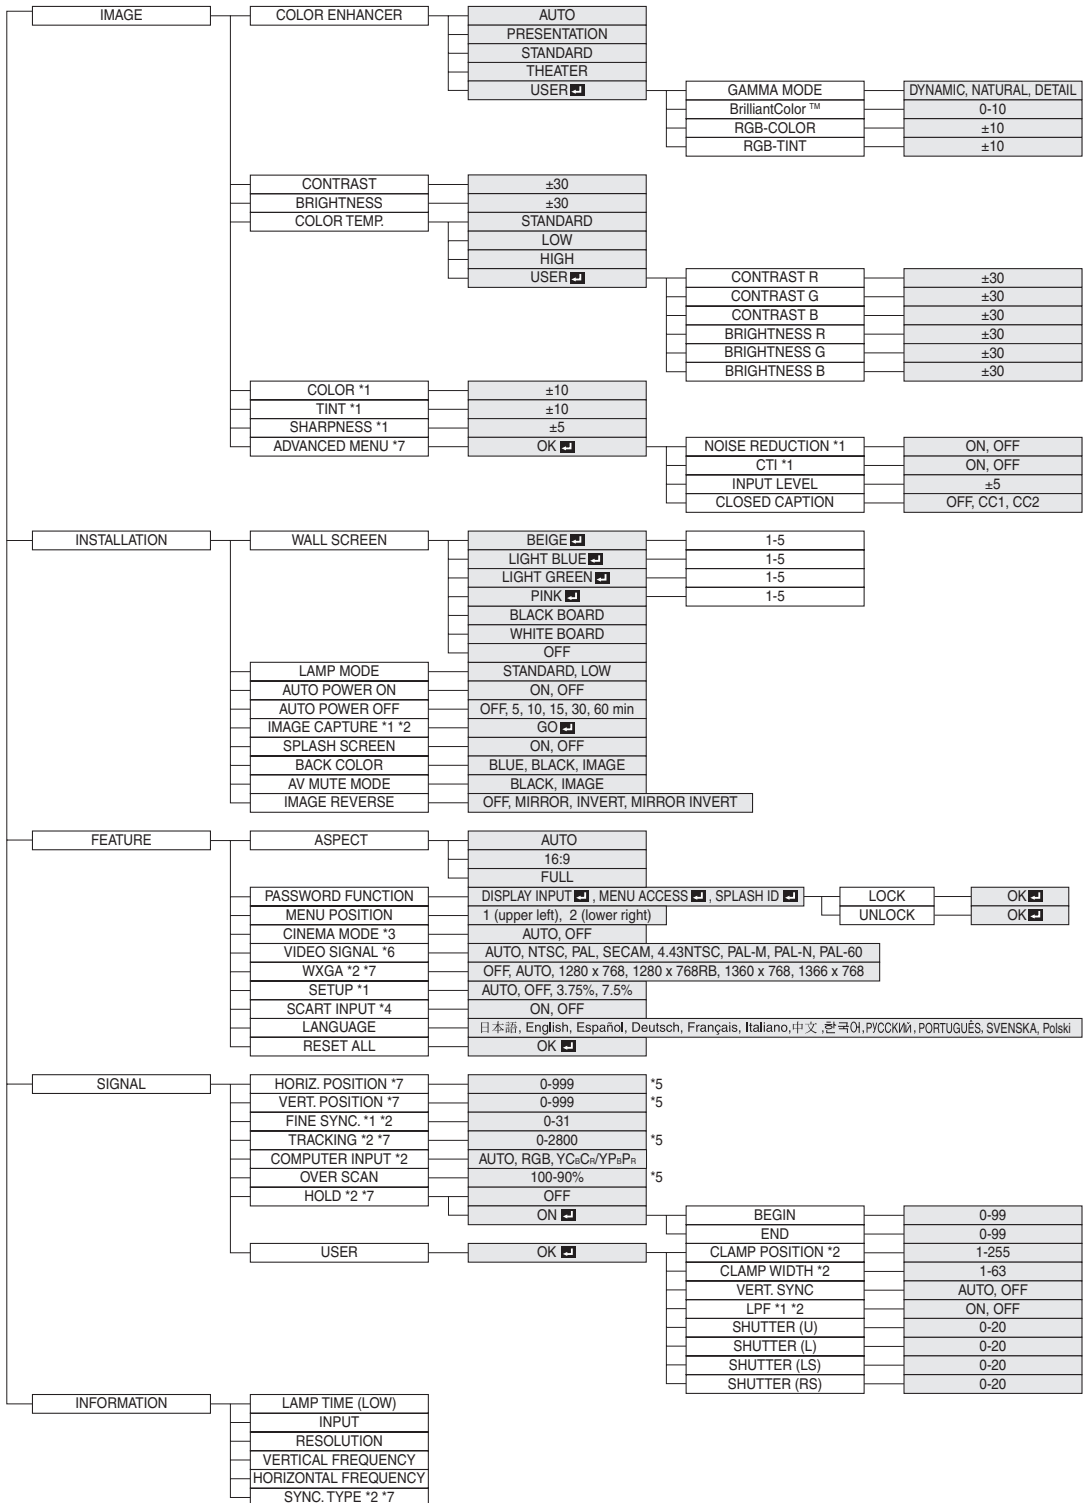 IMAGE COLOR ENHANCER AUTO
PRESENTATION
STANDARD
THEATER
USER GAMMA MODE DYNAMIC, NATURAL, DETAIL
BrilliantColor ™ 0-10
RGB-COLOR ±10
RGB-TINT ±10
CONTRAST ±30
BRIGHTNESS ±30
COLOR TEMP. STANDARD
LOW
HIGH
USER CONTRAST R ±30
CONTRAST G ±30
CONTRAST B ±30
BRIGHTNESS R ±30
BRIGHTNESS G ±30
BRIGHTNESS B ±30
COLOR *1 ±10
TINT *1 ±10
SHARPNESS *1 ±5
ADVANCED MENU *7 OK NOISE REDUCTION *1 ON, OFF
CTI *1 ON, OFF
INPUT LEVEL ±5
CLOSED CAPTION OFF, CC1, CC2
INSTALLATION WALL SCREEN BEIGE 1-5
LIGHT BLUE 1-5
LIGHT GREEN 1-5
PINK 1-5
BLACK BOARD
WHITE BOARD
OFF
LAMP MODE STANDARD, LOW
AUTO POWER ON ON, OFF
AUTO POWER OFF OFF, 5, 10, 15, 30, 60 min
IMAGE CAPTURE *1 *2 GO
SPLASH SCREEN ON, OFF
BACK COLOR BLUE, BLACK, IMAGE
AV MUTE MODE BLACK, IMAGE
IMAGE REVERSE OFF, MIRROR, INVERT, MIRROR INVERT
FEATURE ASPECT AUTO
16:9
FULL
PASSWORD FUNCTION DISPLAY INPUT , MENU ACCESS , SPLASH ID LOCK OK
UNLOCK OK
MENU POSITION 1 (upper left), 2 (lower right)
CINEMA MODE *3 AUTO, OFF
VIDEO SIGNAL *6 AUTO, NTSC, PAL, SECAM, 4.43NTSC, PAL-M, PAL-N, PAL-60
WXGA *2 *7 OFF, AUTO, 1280 x 768, 1280 x 768RB, 1360 x 768, 1366 x 768
SETUP *1 AUTO, OFF, 3.75%, 7.5%
SCART INPUT *4 ON, OFF
LANGUAGE 日本語, English, Español, Deutsch, Français, Italiano,中文 ,한국어,РУССКИЙ, PORTUGUÊS, SVENSKA, Polski
RESET ALL OK
SIGNAL HORIZ. POSITION *7 0-999 *5
VERT. POSITION *7 0-999 *5
FINE SYNC. *1 *2 0-31
TRACKING *2 *7 0-2800 *5
COMPUTER INPUT *2 AUTO, RGB, YCBCR/YPBPR
OVER SCAN 100-90% *5
HOLD *2 *7 OFF
ON BEGIN 0-99
END 0-99
USER OK CLAMP POSITION *2 1-255
CLAMP WIDTH *2 1-63
VERT. SYNC AUTO, OFF
LPF *1 *2 ON, OFF
SHUTTER (U) 0-20
SHUTTER (L) 0-20
SHUTTER (LS) 0-20
SHUTTER (RS) 0-20
INFORMATION LAMP TIME (LOW)
INPUT
RESOLUTION
VERTICAL FREQUENCY
HORIZONTAL FREQUENCY
SYNC. TYPE *2 *7